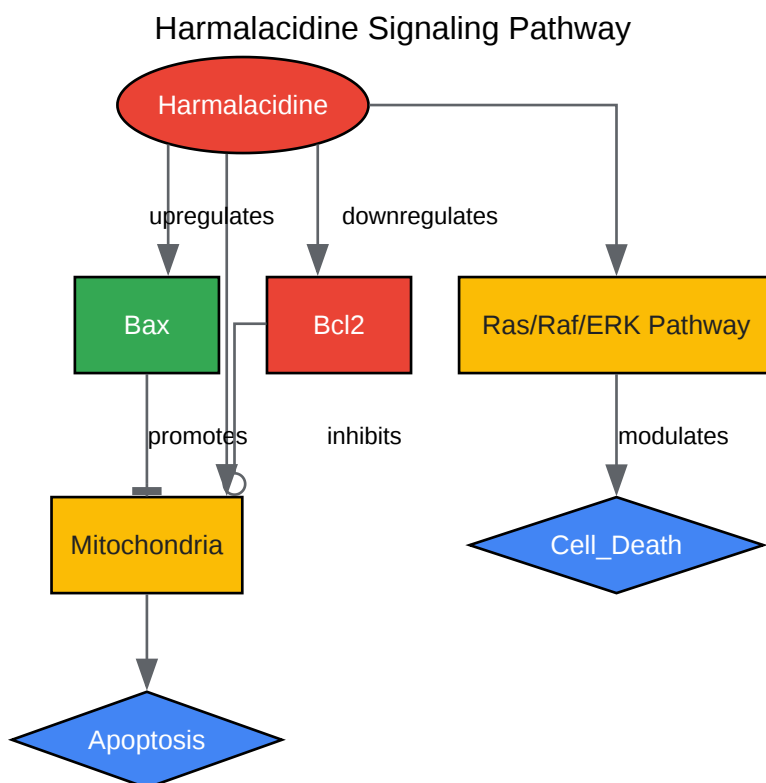 Harmalacidine Signaling Pathway
Harmalacidine
upregulates
downregulates
Bax
Bcl2
Ras/Raf/ERK Pathway
promotes
inhibits
modulates
Mitochondria
Cell_Death
Apoptosis